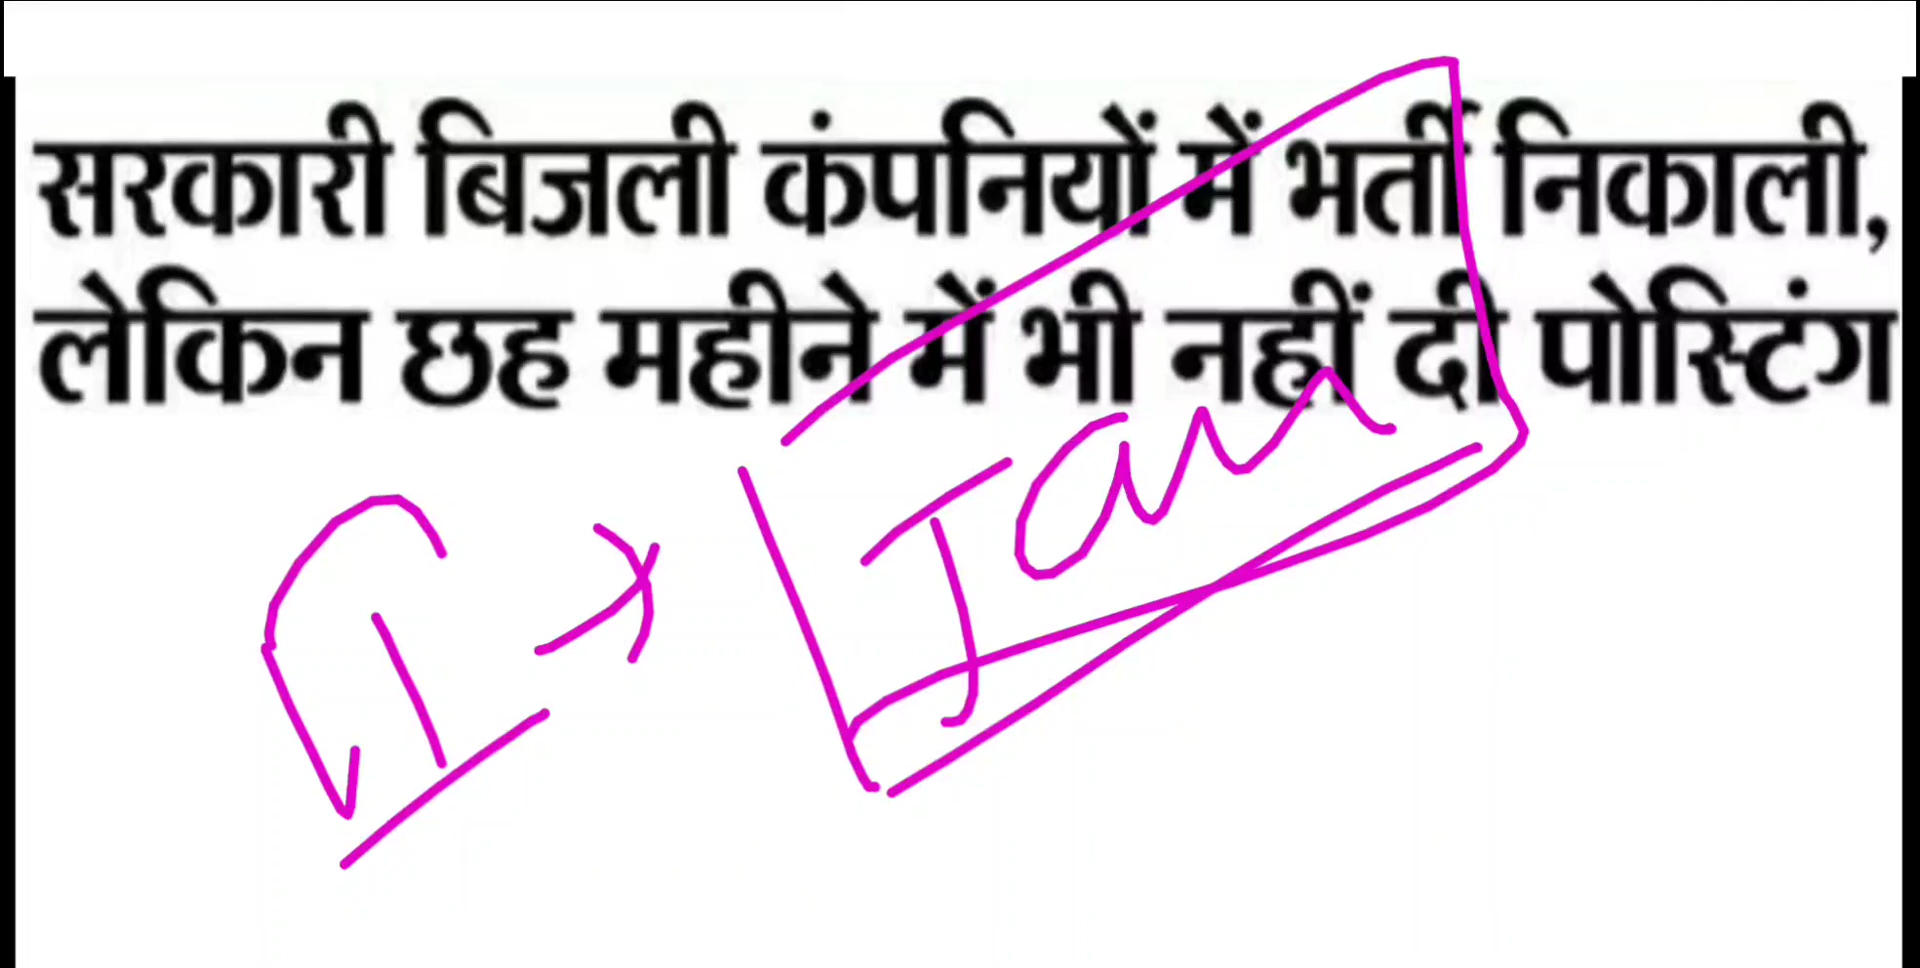 सरकारी बिजली कंपनियों में भर्ती निकाली,
लेकिन छह महीने में भी नहीं दी पोस्टिंग
Jan